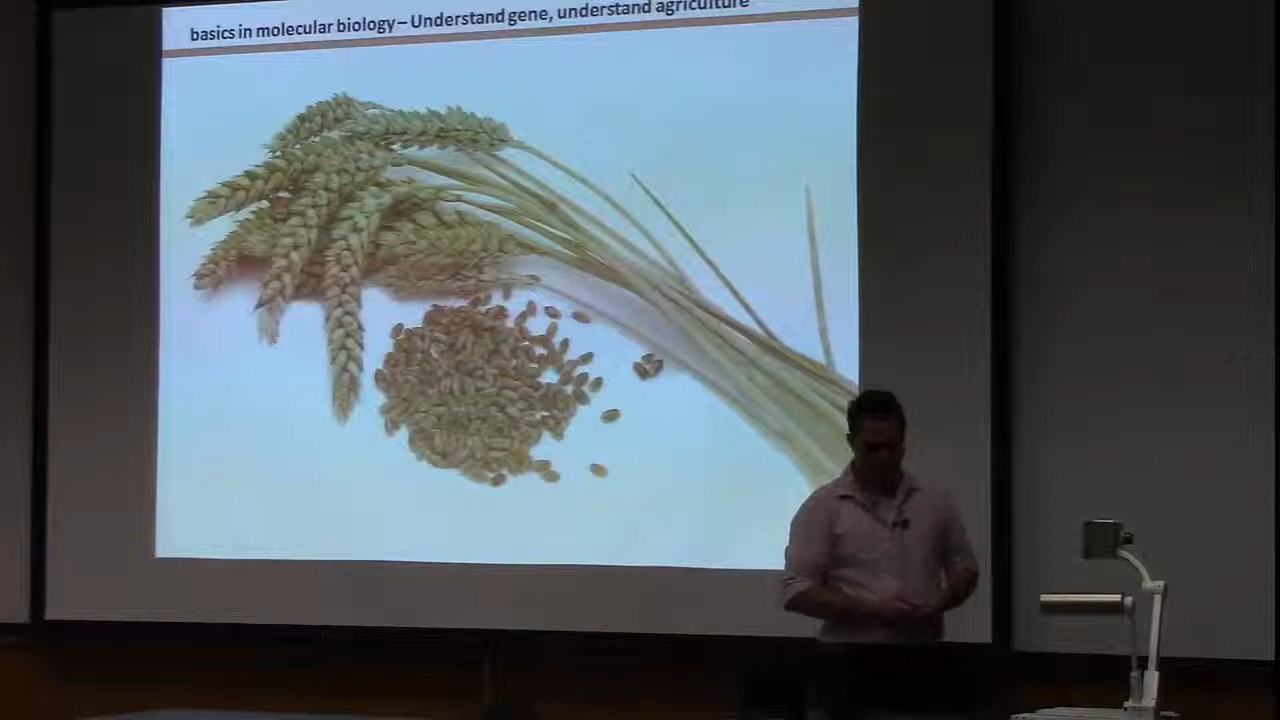 basics in molecular biology – Understand gene, understand agriculture